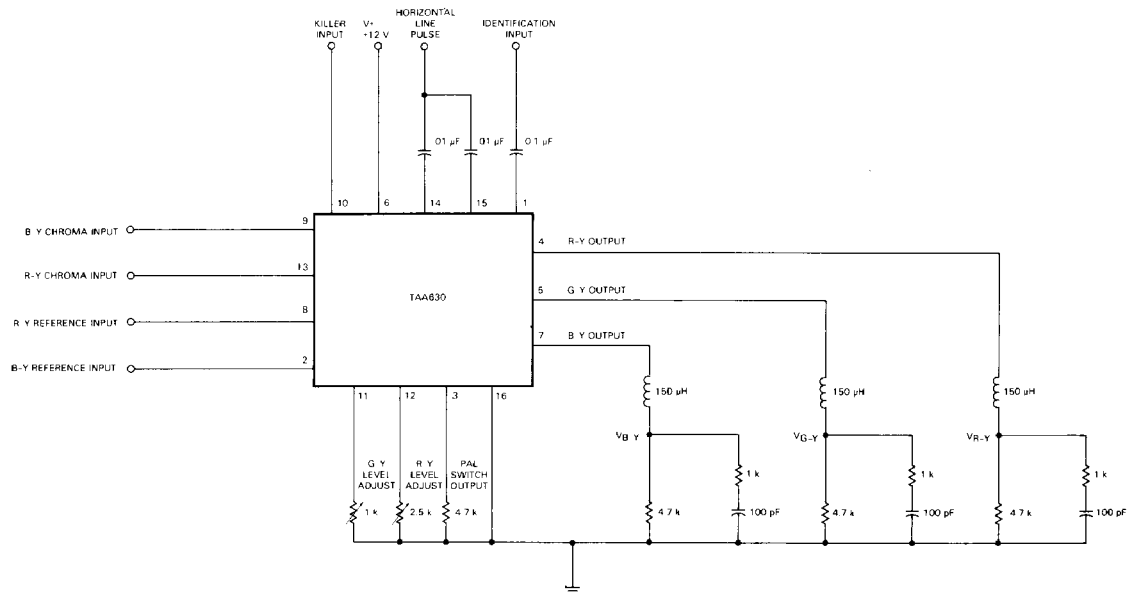 KILLER
INPUT
V+
+12 V
HORIZONTAL
LINE
PULSE
IDENTIFICATION
INPUT
01 µF
01 µF
0.1 µF
10
6
14
15
1
B Y CHROMA INPUT
9
R-Y CHROMA INPUT
13
R Y REFERENCE INPUT
8
B-Y REFERENCE INPUT
2
TAA630
4
R-Y OUTPUT
5
G Y OUTPUT
7
B Y OUTPUT
11
12
3
16
G Y
LEVEL
ADJUST
R Y
LEVEL
ADJUST
PAL
SWITCH
OUTPUT
1 k
2.5 k
4.7 k
150 µH
150 µH
150 µH
VB Y
VG-Y
VR-Y
1 k
1 k
1 k
4.7 k
100 pF
4.7 k
100 pF
4.7 k
100 pF